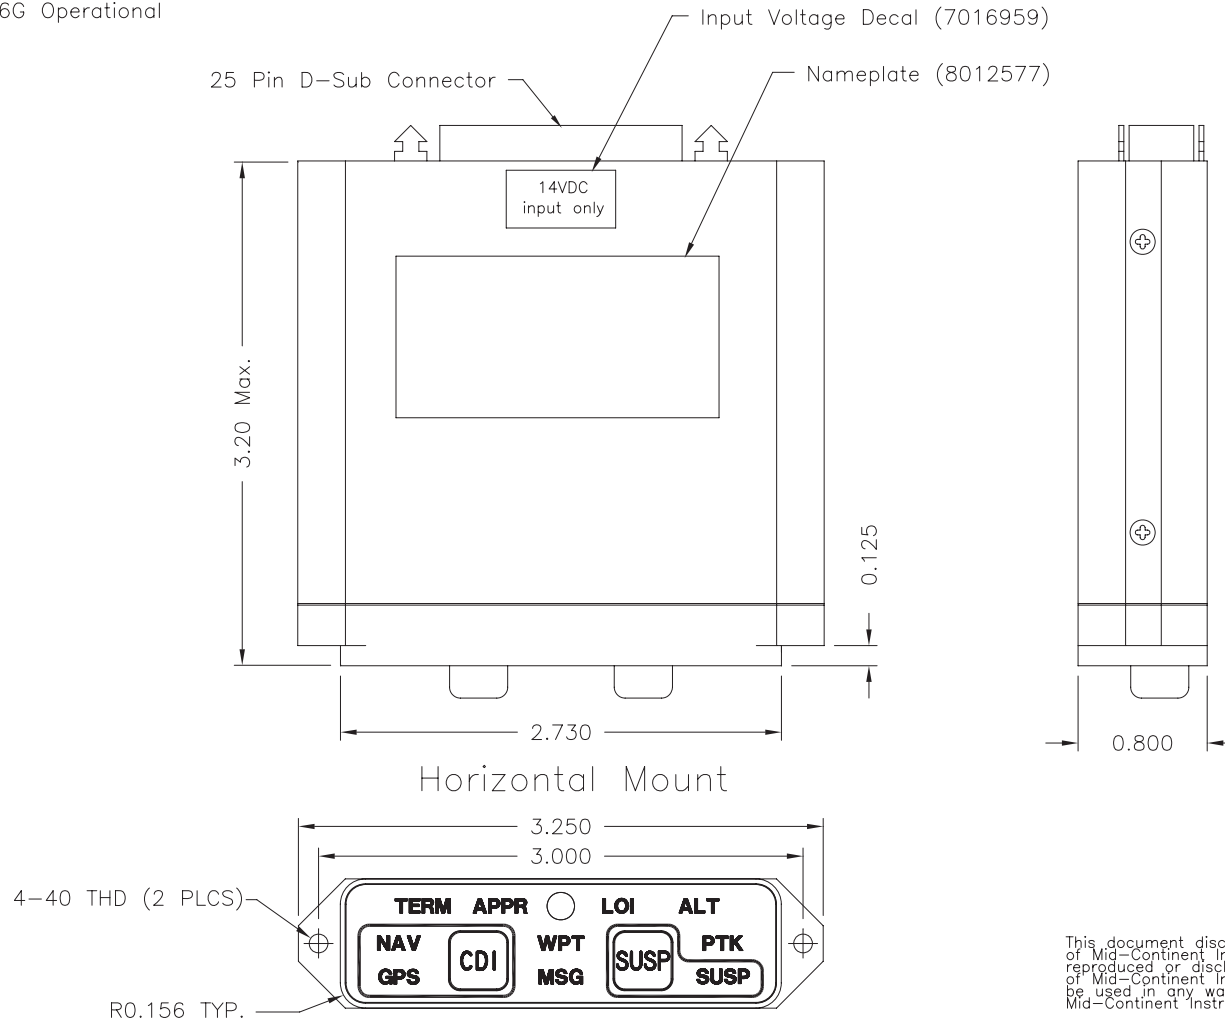 6G Operational
Input Voltage Decal (7016959)
25 Pin D-Sub Connector
Nameplate (8012577)
14VDC
input only
3.20 Max.
0.125
2.730
0.800
Horizontal Mount
3.250
3.000
4-40 THD (2 PLCS)
TERM APPR LOI ALT
NAV CDI WPT SUSP PTK
GPS MSG SUSP
R0.156 TYP.
This document disc
of Mid-Continent In
reproduced or discl
of Mid-Continent In
be used in any wa
Mid-Continent Instr